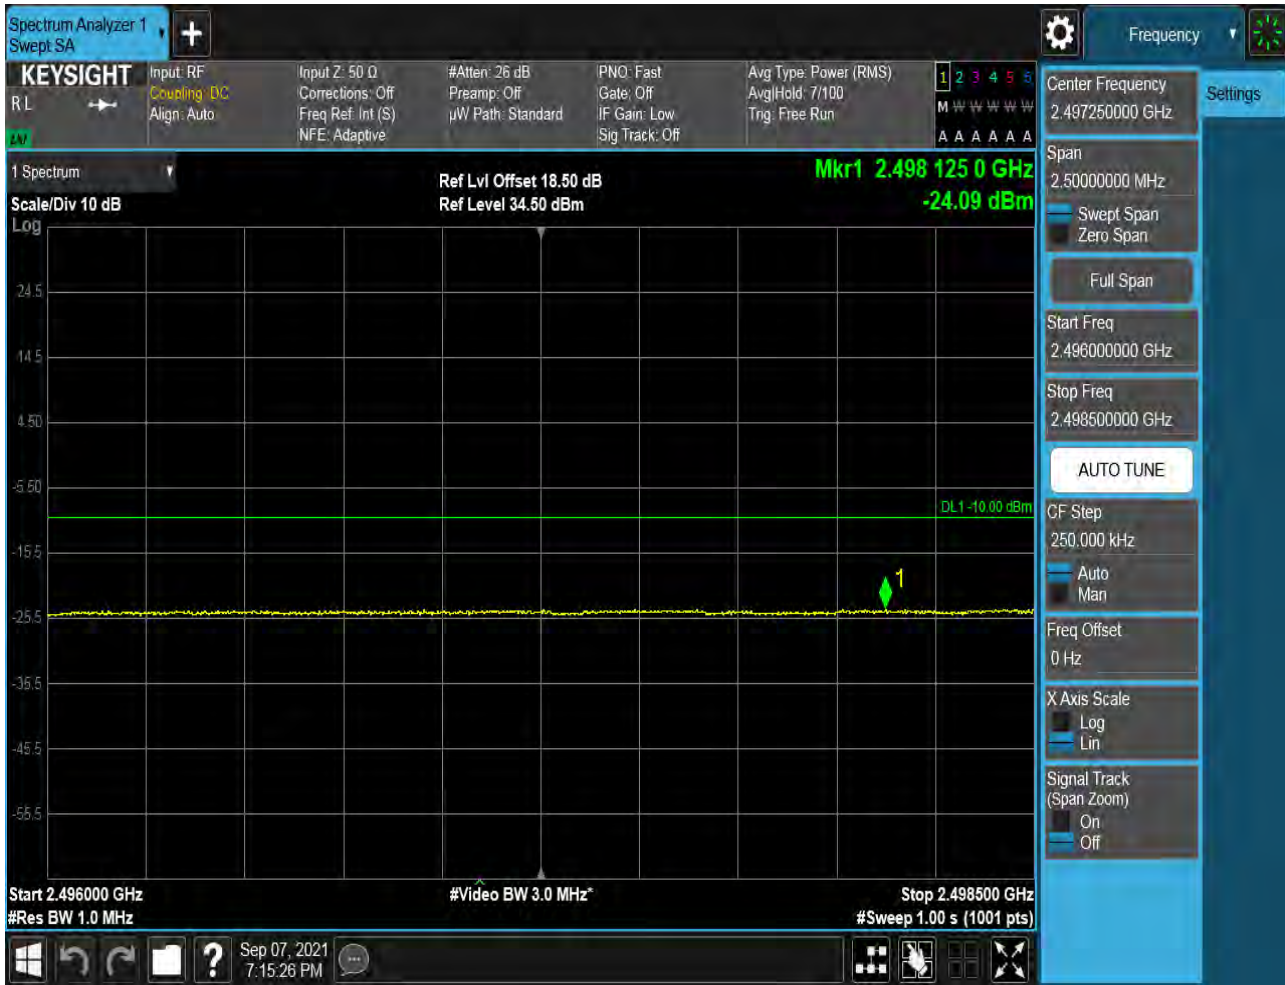 Spectrum Analyzer 1
Swept SA
+
Frequency
KEYSIGHT
RL
LNI
Input: RF
Coupling: DC
Align: Auto
Input Z: 50 Ω
Corrections: Off
Freq Ref: Int (S)
NFE: Adaptive
#Atten: 26 dB
Preamp: Off
µW Path: Standard
PNO: Fast
Gate: Off
IF Gain: Low
Sig Track: Off
Avg Type: Power (RMS)
Avg|Hold: 7/100
Trig: Free Run
1 2 3 4 5 6
M W W W W W
A A A A A A
1 Spectrum
Scale/Div 10 dB
Log
Ref Lvl Offset 18.50 dB
Ref Level 34.50 dBm
Mkr1 2.498 125 0 GHz
-24.09 dBm
24.5
14.5
4.50
-5.50
-15.5
-25.5
-35.5
-45.5
-55.5
DL1 -10.00 dBm
1
Start 2.496000 GHz
#Res BW 1.0 MHz
#Video BW 3.0 MHz*
Stop 2.498500 GHz
#Sweep 1.00 s (1001 pts)
Center Frequency
2.497250000 GHz
Span
2.50000000 MHz
Swept Span
Zero Span
Full Span
Start Freq
2.496000000 GHz
Stop Freq
2.498500000 GHz
AUTO TUNE
CF Step
250.000 kHz
Auto
Man
Freq Offset
0 Hz
X Axis Scale
Log
Lin
Signal Track
(Span Zoom)
On
Off
Settings
?
Sep 07, 2021
7:15:26 PM